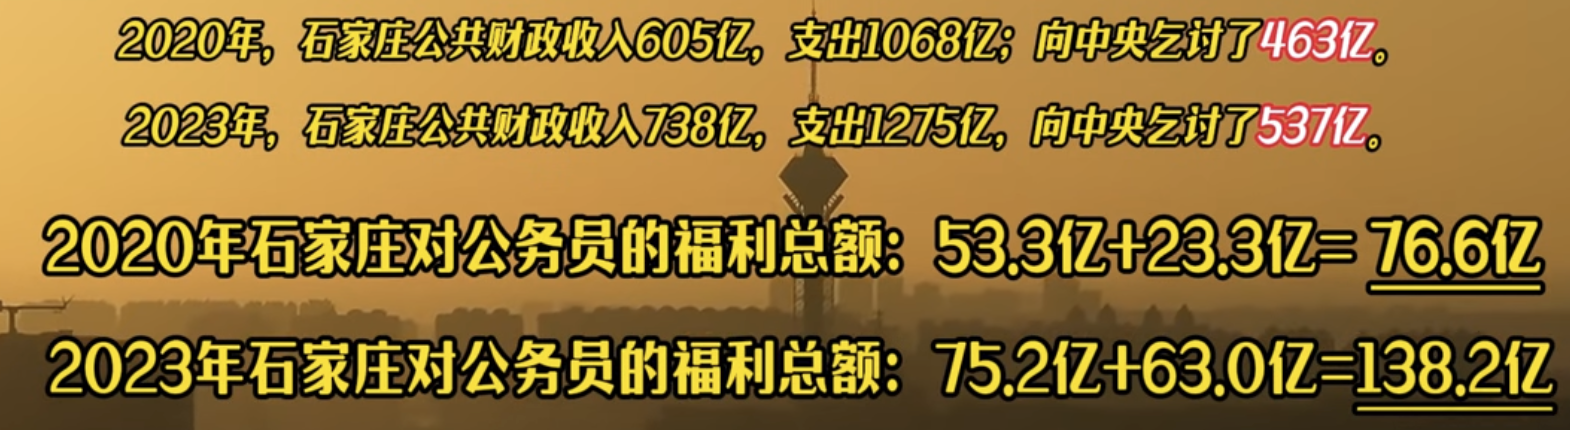 2020年，石家庄公共财政收入605亿，支出1068亿；向中央乞讨了463亿。
2023年，石家庄公共财政收入738亿，支出1275亿，向中央乞讨了537亿。
2020年石家庄对公务员的福利总额：53.3亿+23.3亿=76.6亿
2023年石家庄对公务员的福利总额：75.2亿+63.0亿=138.2亿